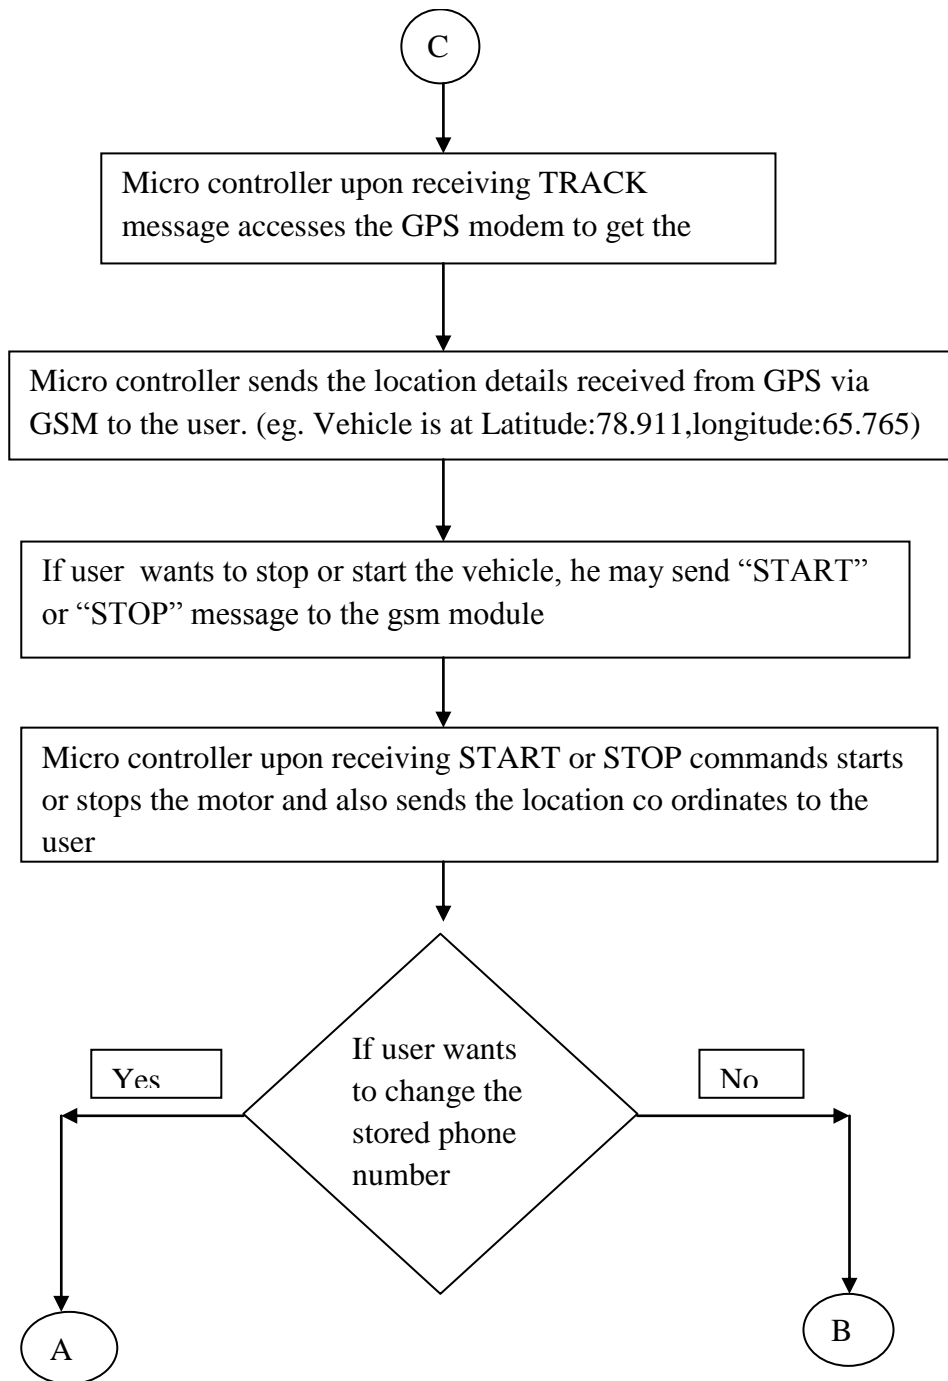 C
Micro controller upon receiving TRACK
message accesses the GPS modem to get the
Micro controller sends the location details received from GPS via
GSM to the user. (eg. Vehicle is at Latitude:78.911,longitude:65.765)
If user  wants to stop or start the vehicle, he may send “START”
or “STOP” message to the gsm module
Micro controller upon receiving START or STOP commands starts
or stops the motor and also sends the location co ordinates to the
user
If user wants
to change the
stored phone
number
Yes
No
A
B